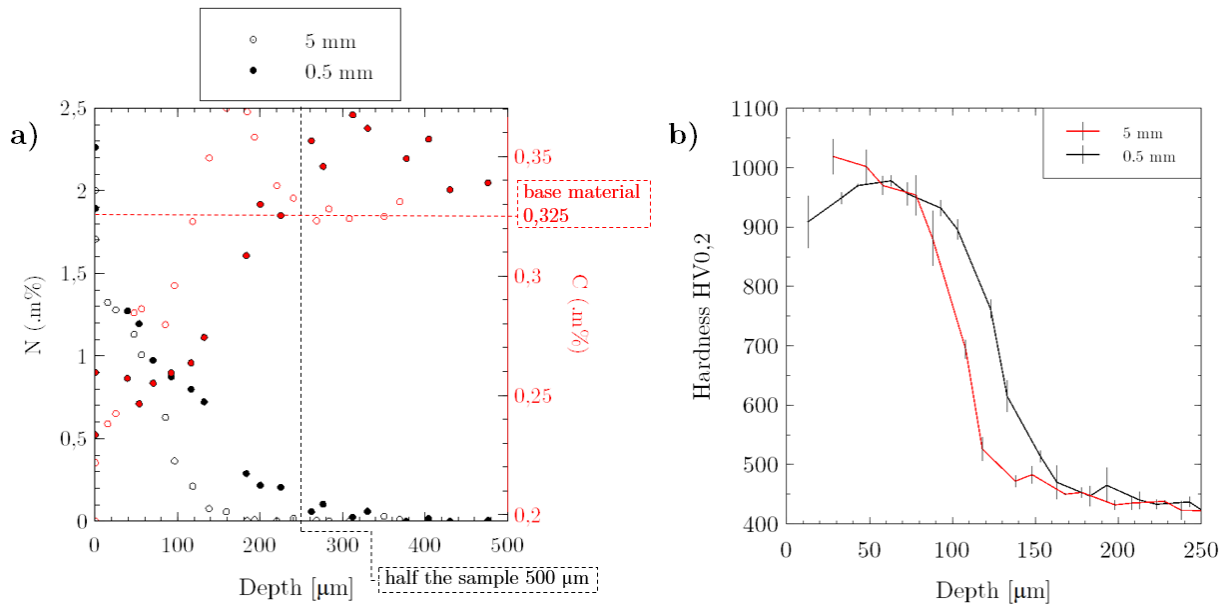 5 mm
0.5 mm
a)
2,5
2
1,5
1
0,5
0
N (.m%)
0 100 200 300 400 500
Depth [µm]
0,35
0,3
0,25
0,2
C (.m%)
base material
0,325
half the sample 500 µm
b)
5 mm
0.5 mm
1100
1000
900
800
700
600
500
400
Hardness HV0,2
0 50 100 150 200 250
Depth [µm]